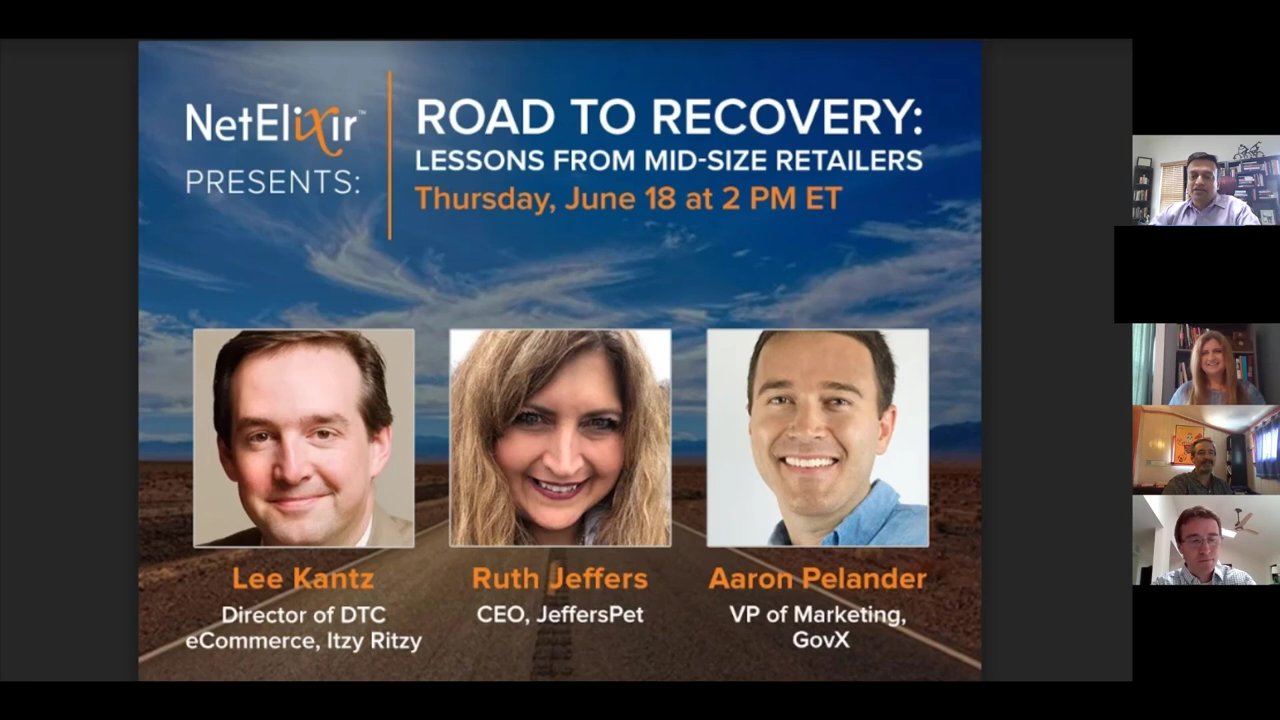 NetElixir™
PRESENTS:
ROAD TO RECOVERY:
LESSONS FROM MID-SIZE RETAILERS
Thursday, June 18 at 2 PM ET
Lee Kantz
Director of DTC
eCommerce, Itzy Ritzy
Ruth Jeffers
CEO, JeffersPet
Aaron Pelander
VP of Marketing,
GovX